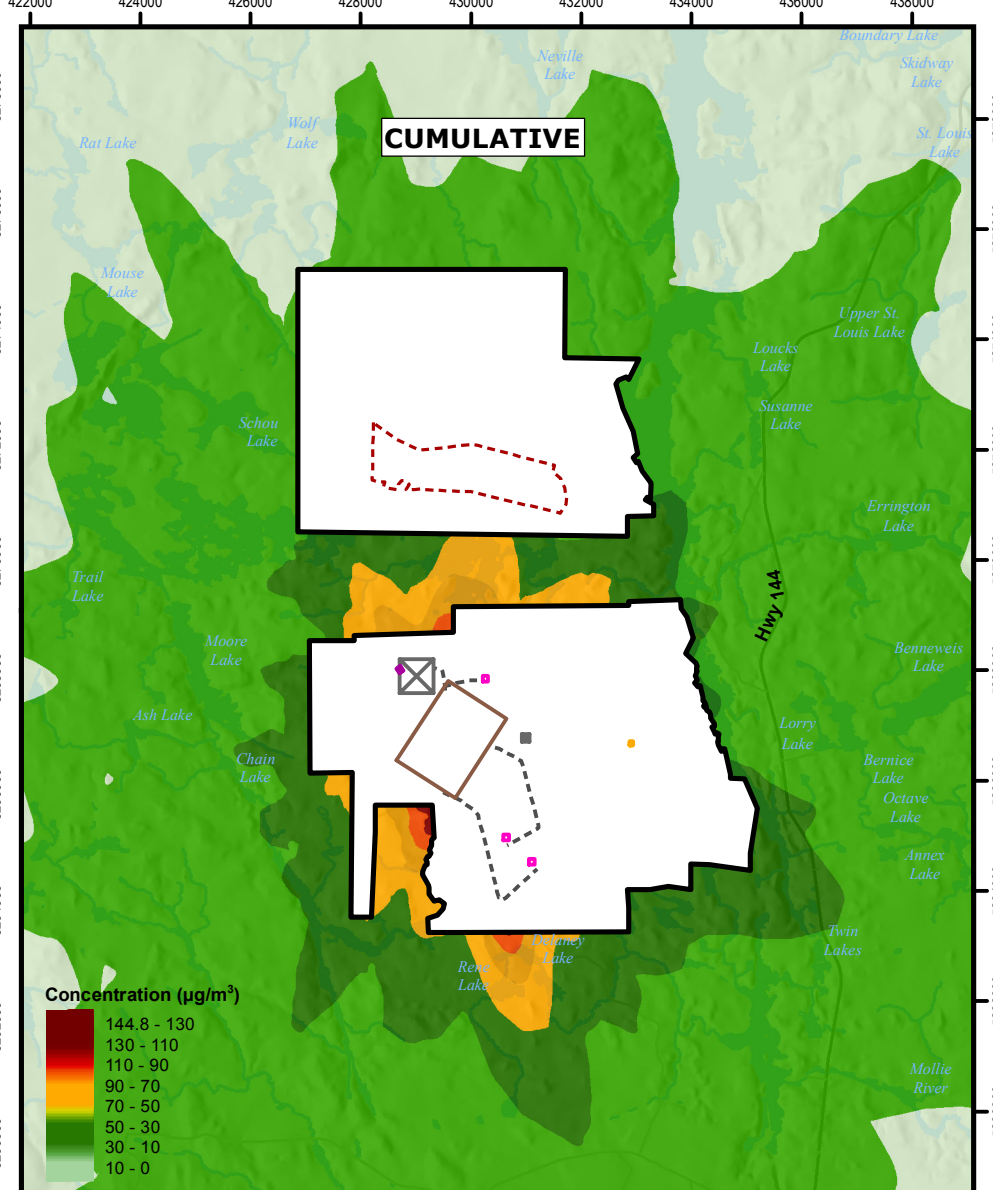 422000 424000 426000 428000 430000 432000 434000 436000
Boundary Lake
Neville
Lake
Skidway
Lake
CUMULATIVE
Wolf
Lake
Rat Lake
St. Louis
Lake
Mouse
Lake
Upper St.
Louis Lake
Loucks
Lake
Susanne
Lake
Schou
Lake
Errington
Lake
Trail
Lake
Hwy 144
Moore
Lake
Benneweis
Lake
Ash Lake
Lorry
Lake
Chain
Lake
Bernice
Lake
Octave
Lake
Annex
Lake
Twin
Lakes
Delaney
Lake
Rene
Lake
Concentration (µg/m³)
144.8 - 130
130 - 110
110 - 90
90 - 70
70 - 50
50 - 30
30 - 10
10 - 0
Mollie
River